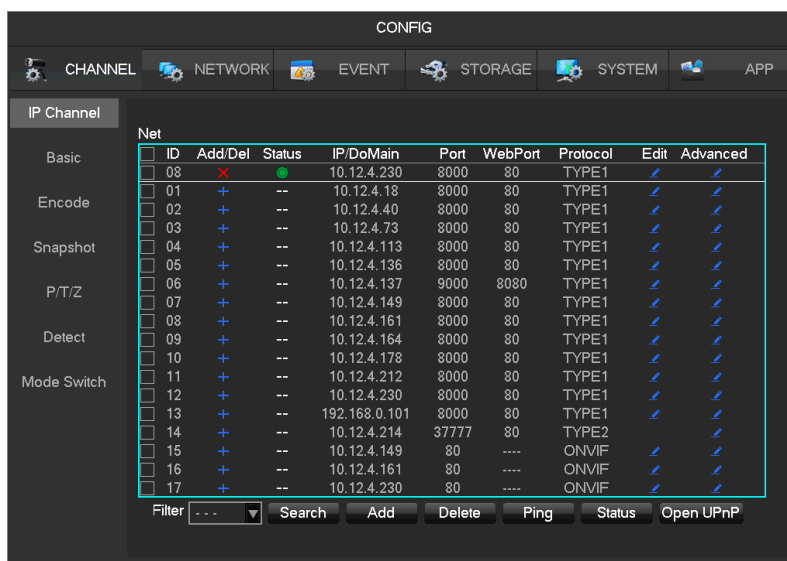 CONFIG
CHANNEL NETWORK EVENT STORAGE SYSTEM APP
IP Channel
Basic
Encode
Snapshot
P/T/Z
Detect
Mode Switch
Net
ID Add/Del Status IP/DoMain Port WebPort Protocol Edit Advanced
08 10.12.4.230 8000 80 TYPE1
01 -- 10.12.4.18 8000 80 TYPE1
02 -- 10.12.4.40 8000 80 TYPE1
03 -- 10.12.4.73 8000 80 TYPE1
04 -- 10.12.4.113 8000 80 TYPE1
05 -- 10.12.4.136 8000 80 TYPE1
06 -- 10.12.4.137 9000 8080 TYPE1
07 -- 10.12.4.149 8000 80 TYPE1
08 -- 10.12.4.161 8000 80 TYPE1
09 -- 10.12.4.164 8000 80 TYPE1
10 -- 10.12.4.178 8000 80 TYPE1
11 -- 10.12.4.212 8000 80 TYPE1
12 -- 10.12.4.230 8000 80 TYPE1
13 -- 192.168.0.101 8000 80 TYPE1
14 -- 10.12.4.214 37777 80 TYPE2
15 -- 10.12.4.149 80 ---- ONVIF
16 -- 10.12.4.161 80 ---- ONVIF
17 -- 10.12.4.230 80 ---- ONVIF
Filter --- Search Add Delete Ping Status Open UPnP